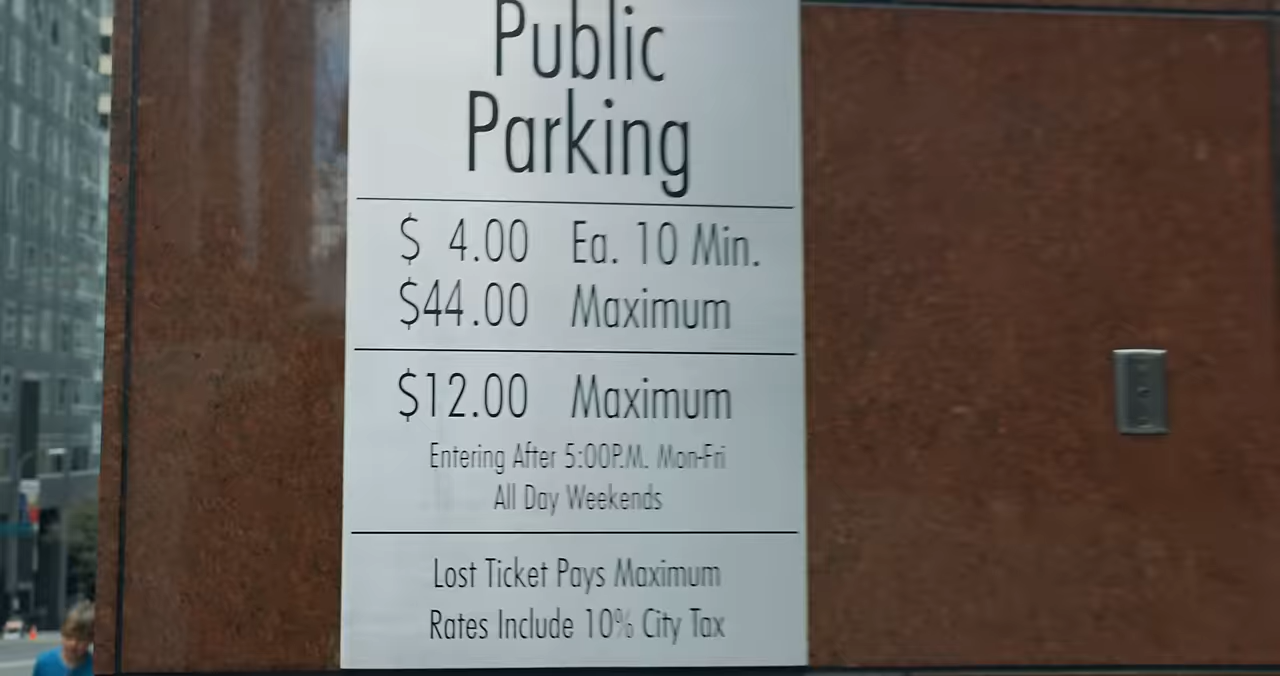 Public
Parking
$ 4.00 Ea. 10 Min.
$44.00 Maximum
$12.00 Maximum
Entering After 5:00P.M. Mon-Fri
All Day Weekends
Lost Ticket Pays Maximum
Rates Include 10% City Tax